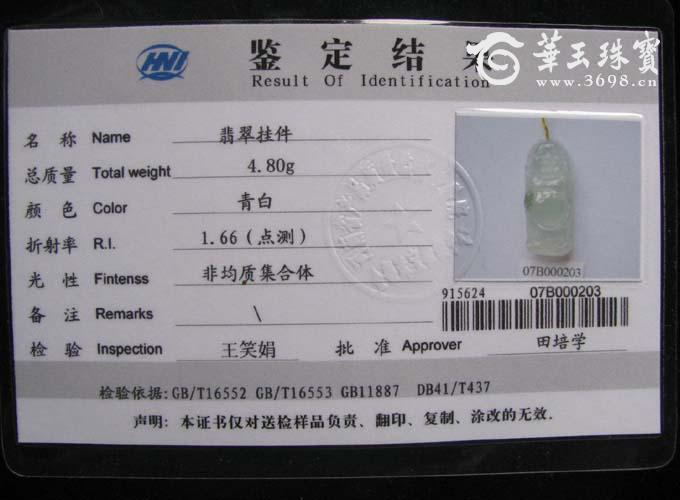 HNI
鉴定结果
Result Of Identification
華玉珠寶
www.3698.cn
名称 Name 翡翠挂件
总质量 Total weight 4.80g
颜色 Color 青白
折射率 R.I. 1.66（点测）
光性 Fintenss 非均质集合体
备注 Remarks \
检验 Inspection 王笑娟 批准 Approver 田培学
07B000203
915624 07B000203
检验依据: GB/T16552 GB/T16553 GB11887 DB41/T437
声明: 本证书仅对送检样品负责、翻印、复制、涂改的无效.